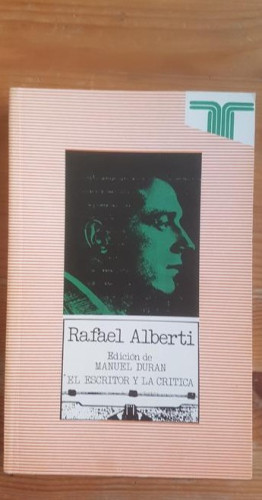 Rafael Alberti
Edición de
MANUEL DURAN
EL ESCRITOR Y LA CRITICA